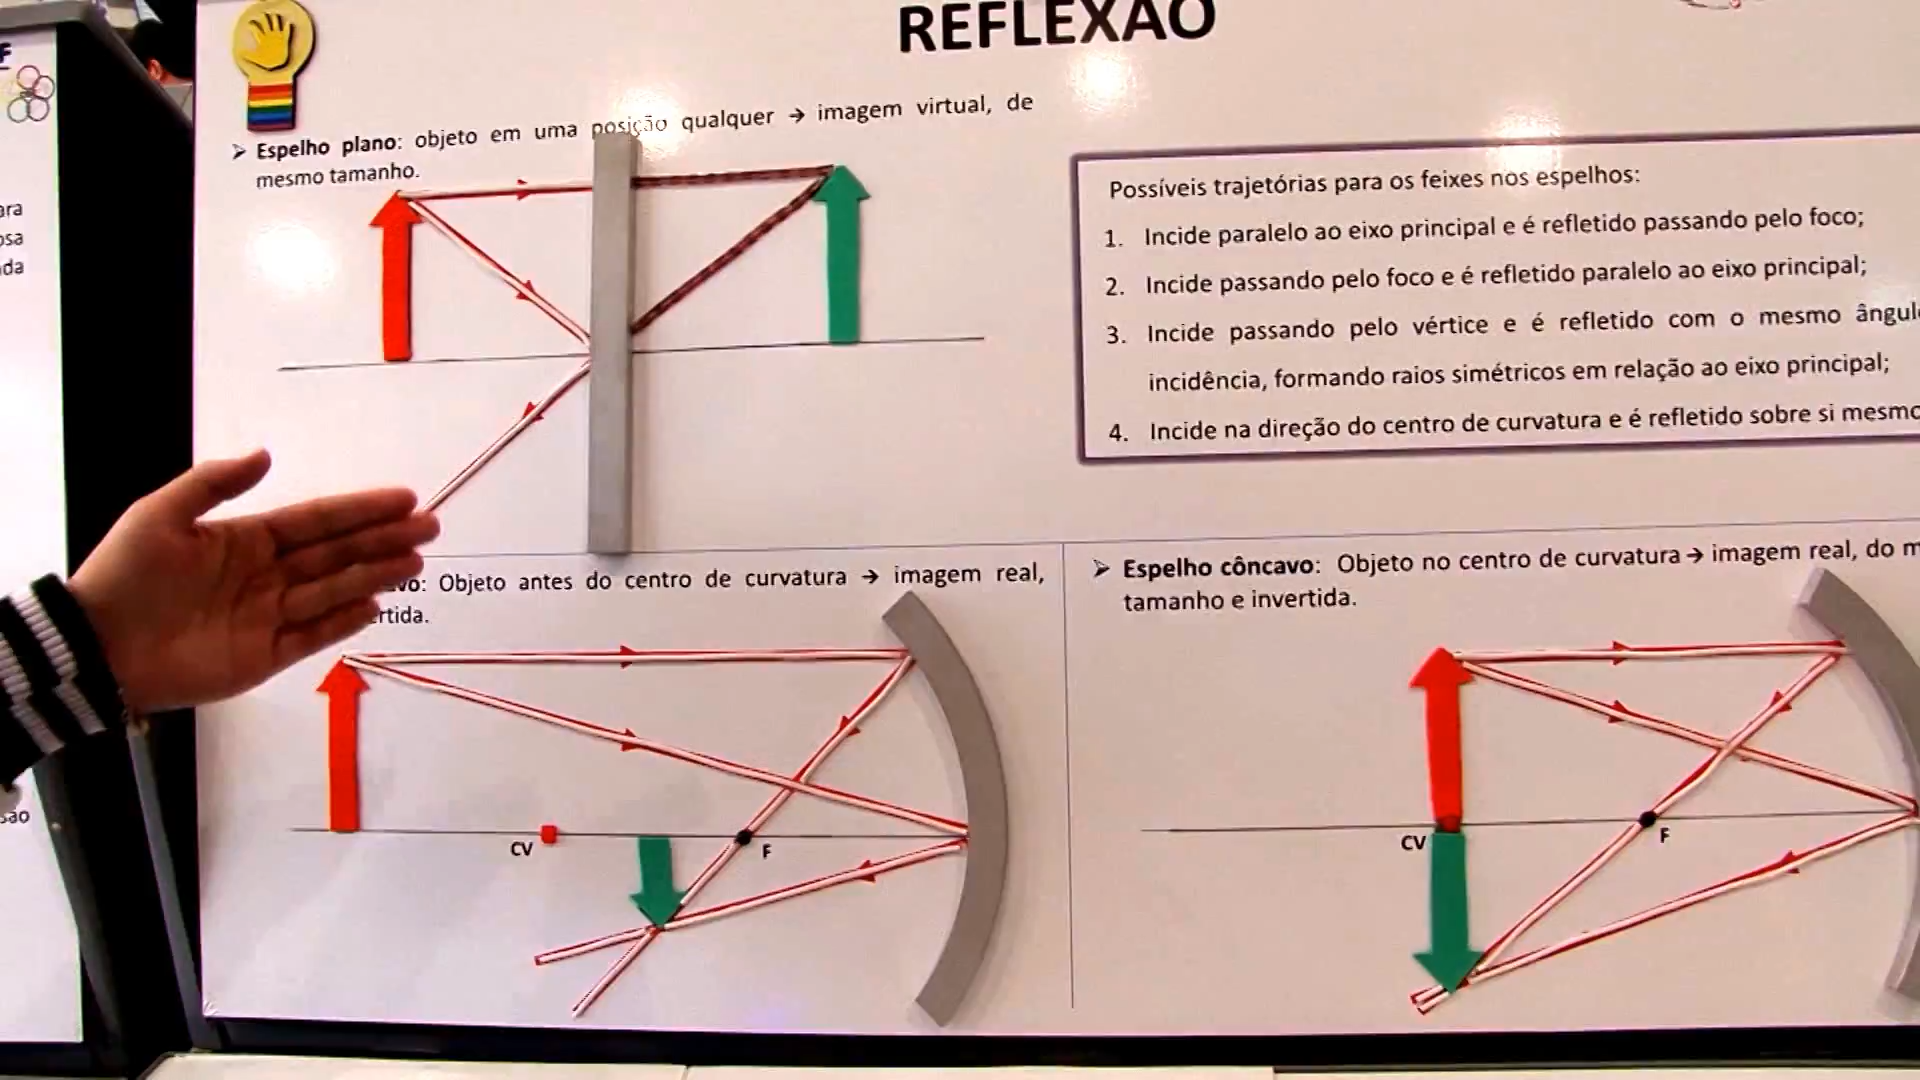 REFLEXÃO
➢ Espelho plano: objeto em uma posição qualquer → imagem virtual, de
mesmo tamanho.
Possíveis trajetórias para os feixes nos espelhos:
1. Incide paralelo ao eixo principal e é refletido passando pelo foco;
2. Incide passando pelo foco e é refletido paralelo ao eixo principal;
3. Incide passando pelo vértice e é refletido com o mesmo
incidência, formando raios simétricos em relação ao eixo principal;
4. Incide na direção do centro de curvatura e é refletido sobre si
Objeto antes do centro de curvatura → imagem real,
CV
F
➢ Espelho côncavo: Objeto no centro de curvatura → imagem real, do
tamanho e invertida.
CV
F